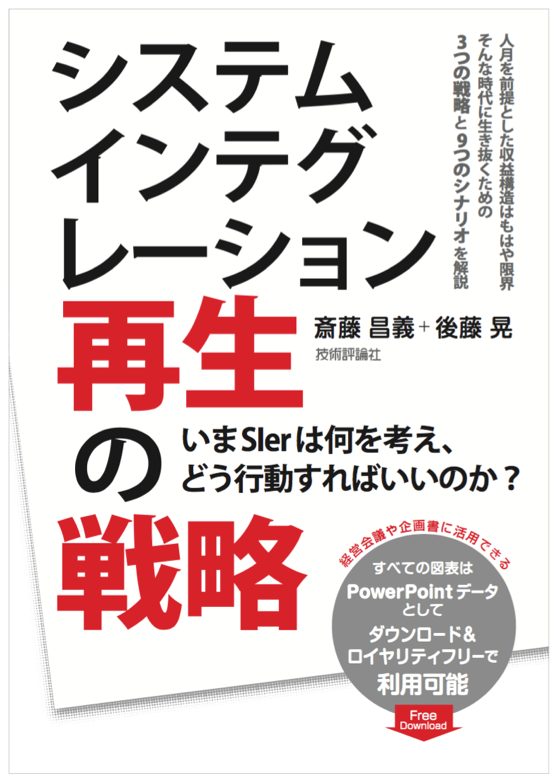 人月を前提とした収益構造はもはや限界
そんな時代に生き抜くための
3つの戦略と9つのシナリオを解説
システム
インテグ
レーション
再生
の
戦略
斎藤 昌義+後藤 晃
技術評論社
いまSIerは何を考え、
どう行動すればいいのか？
経営会議や企画書に活用できる
すべての図表は
PowerPointデータ
として
ダウンロード&
ロイヤリティフリーで
利用可能
Free
Download